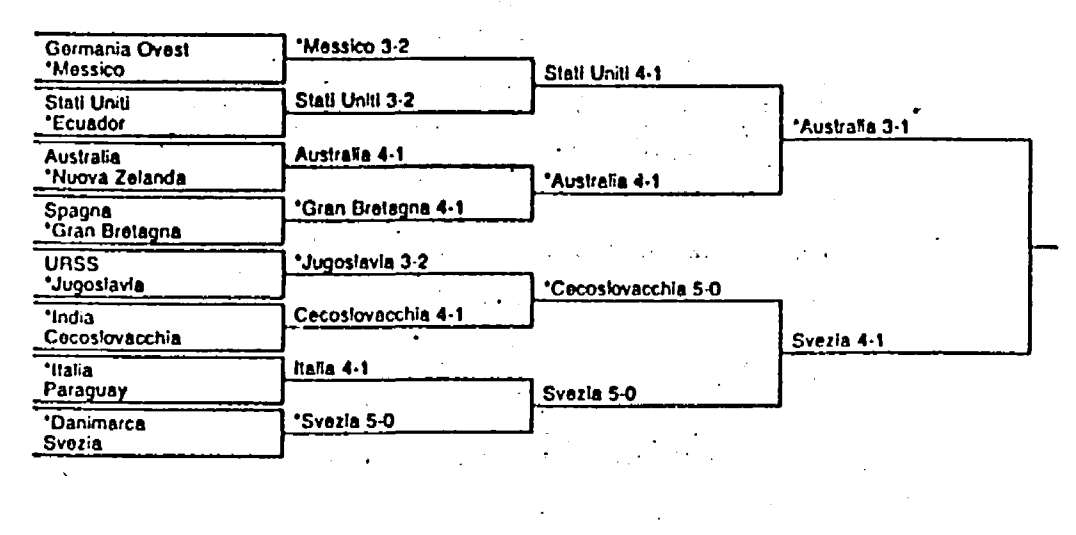 Germania Ovest
*Messico
Stati Uniti
*Ecuador
Australia
*Nuova Zelanda
Spagna
*Gran Bretagna
URSS
*Jugoslavia
*India
Cecoslovacchia
*Italia
Paraguay
*Danimarca
Svezia
*Messico 3-2
Stati Uniti 3-2
Australia 4-1
*Gran Bretagna 4-1
*Jugoslavia 3-2
Cecoslovacchia 4-1
Italia 4-1
*Svezia 5-0
Stati Uniti 4-1
*Australia 4-1
*Cecoslovacchia 5-0
Svezia 5-0
*Australia 3-1
Svezia 4-1